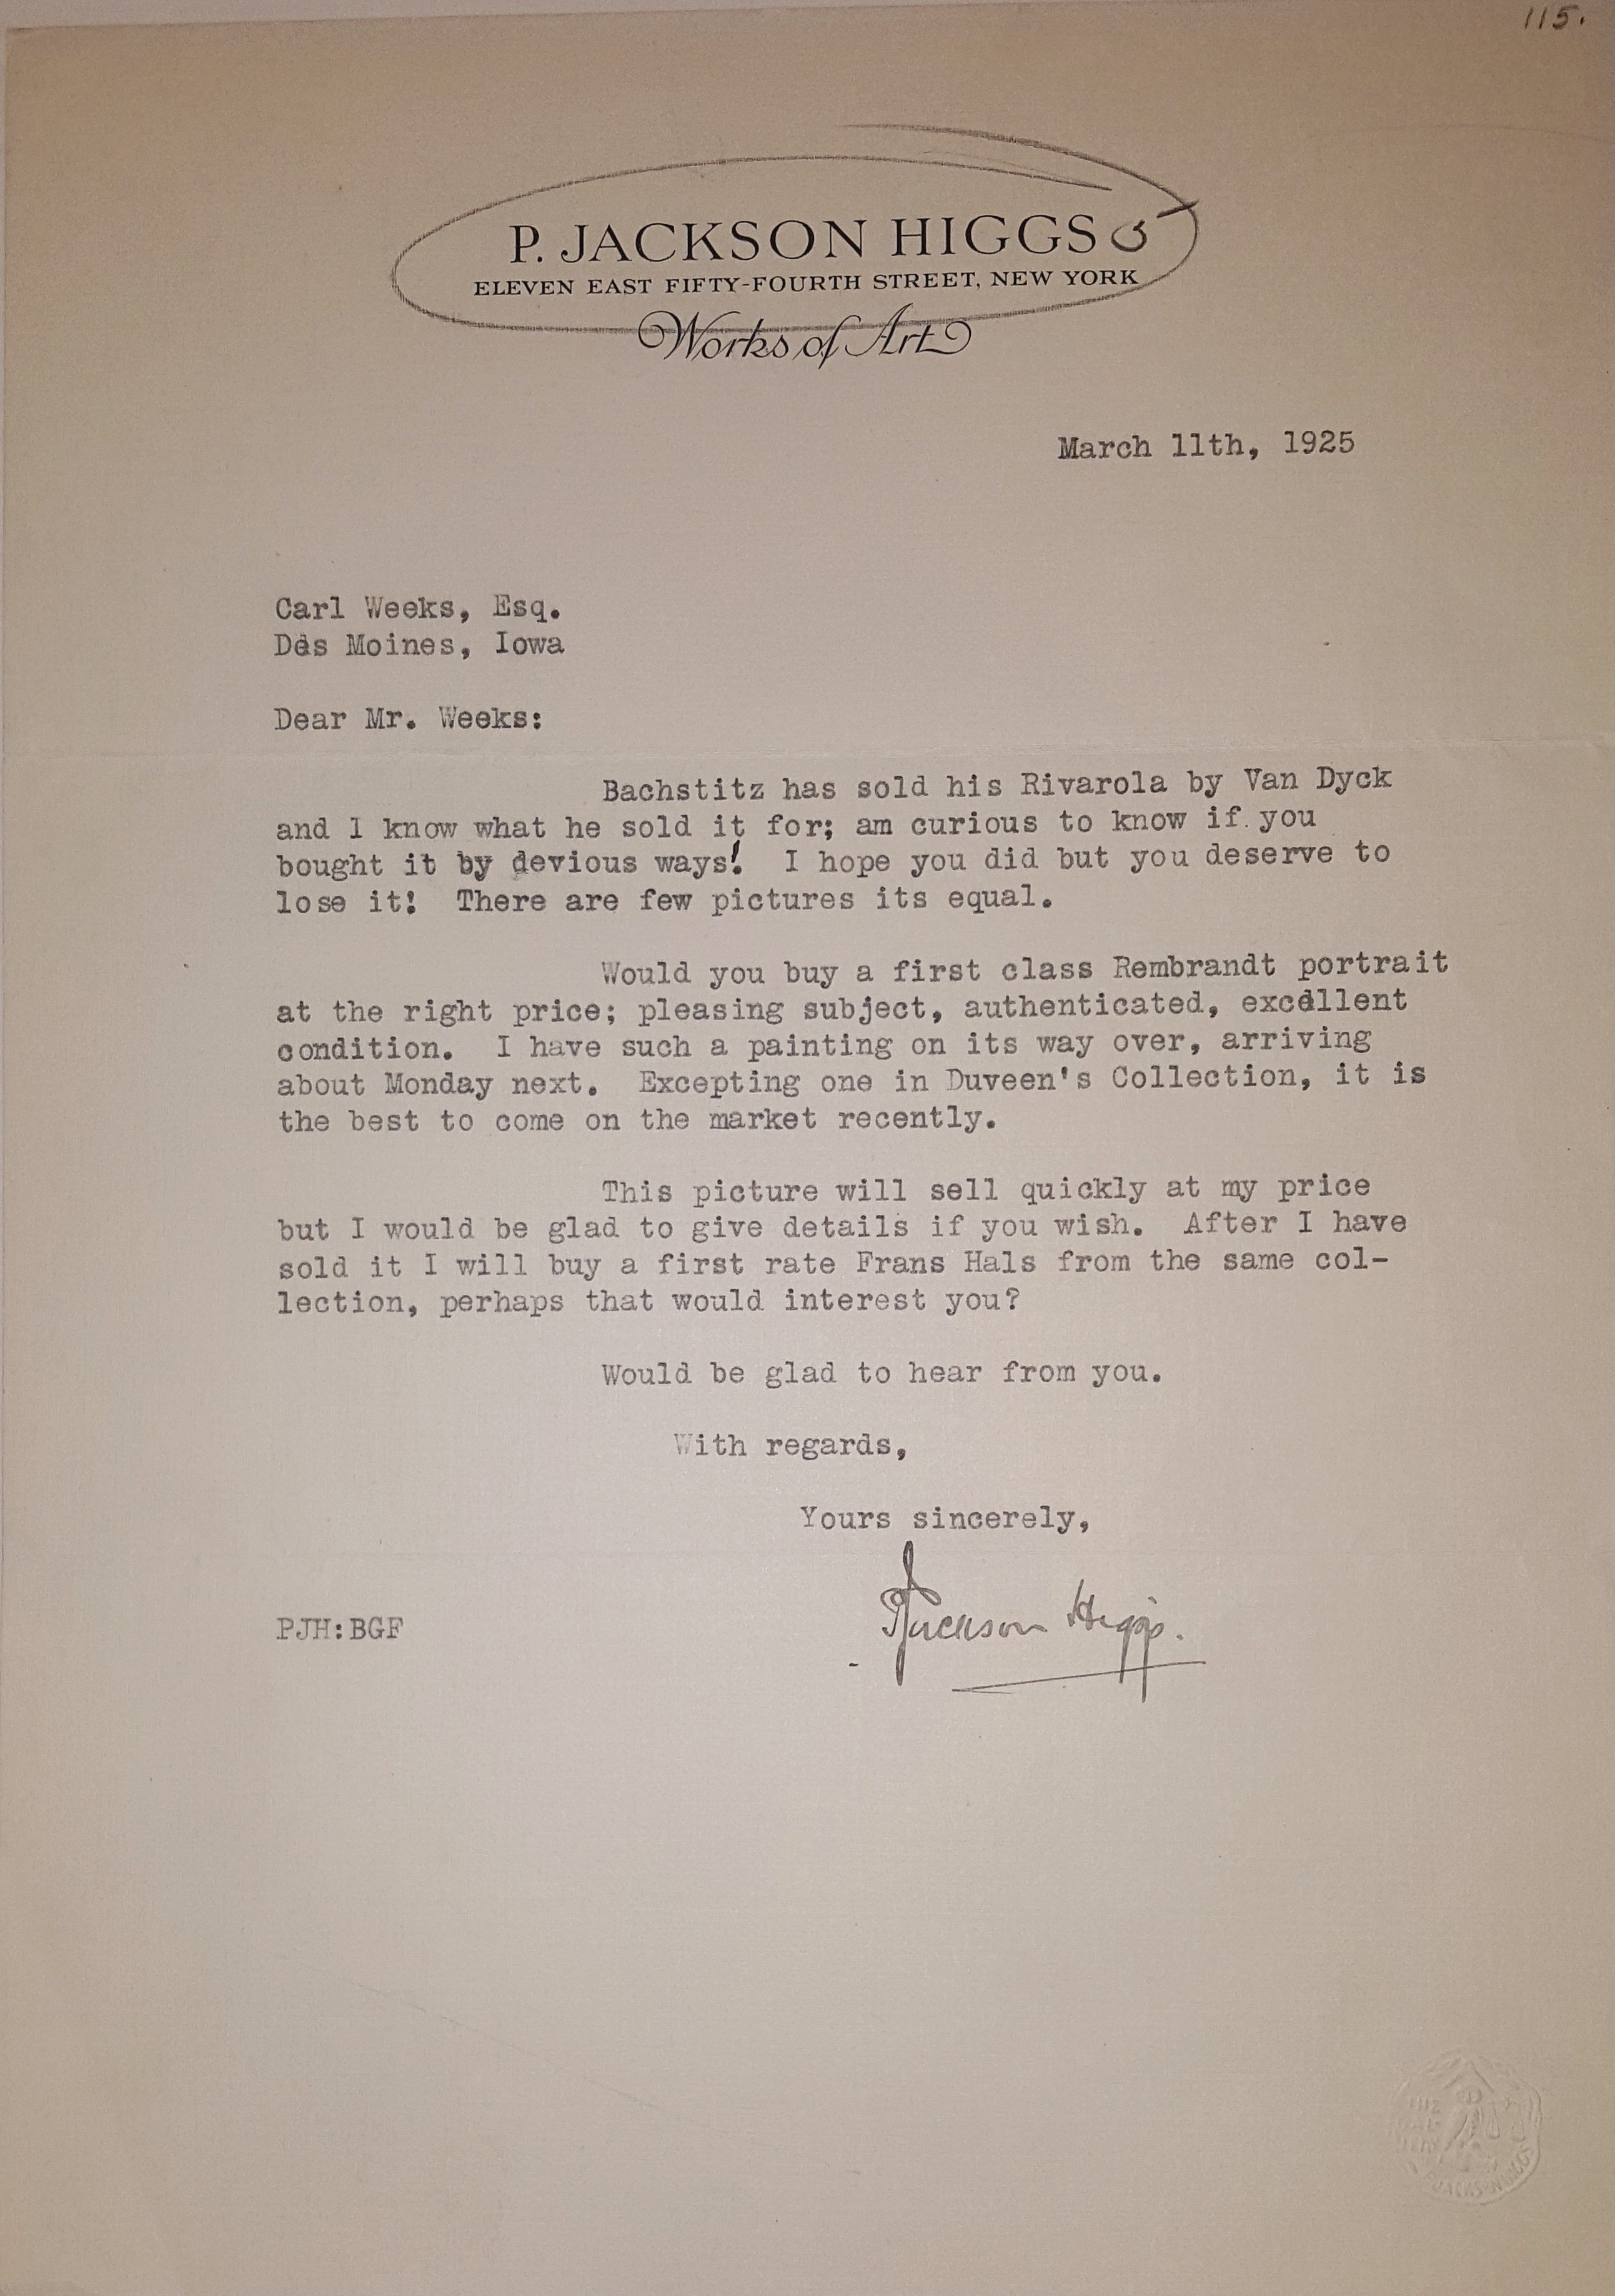 115.
P. JACKSON HIGGS
ELEVEN EAST FIFTY-FOURTH STREET, NEW YORK
Works of Art
March 11th, 1925
Carl Weeks, Esq.
Des Moines, Iowa
Dear Mr. Weeks:
Bachstitz has sold his Rivarola by Van Dyck
and I know what he sold it for; am curious to know if you
bought it by devious ways! I hope you did but you deserve to
lose it! There are few pictures its equal.
Would you buy a first class Rembrandt portrait
at the right price; pleasing subject, authenticated, excellent
condition. I have such a painting on its way over, arriving
about Monday next. Excepting one in Duveen's Collection, it is
the best to come on the market recently.
This picture will sell quickly at my price
but I would be glad to give details if you wish. After I have
sold it I will buy a first rate Frans Hals from the same col-
lection, perhaps that would interest you?
Would be glad to hear from you.
With regards,
Yours sincerely,
PJackson Higgs.
PJH:BGF
P JACKSON HIGGS